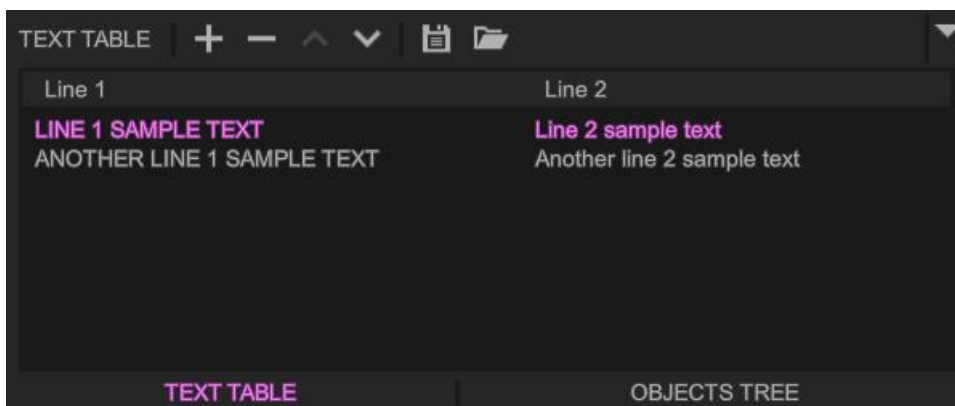 TEXT TABLE
Line 1 Line 2
LINE 1 SAMPLE TEXT Line 2 sample text
ANOTHER LINE 1 SAMPLE TEXT Another line 2 sample text
TEXT TABLE OBJECTS TREE